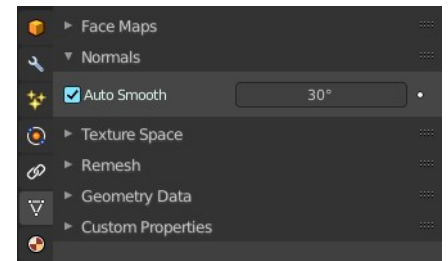 Face Maps
Normals
Auto Smooth 30°
Texture Space
Remesh
Geometry Data
Custom Properties